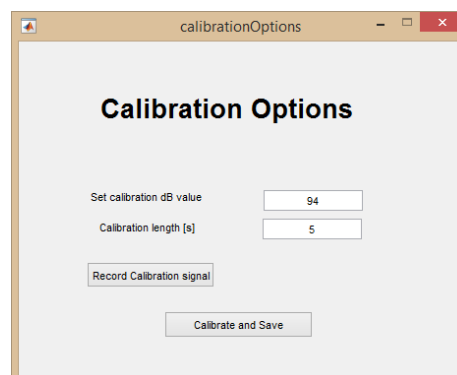 calibrationOptions
Calibration Options
Set calibration dB value 94
Calibration length [s] 5
Record Calibration signal
Calibrate and Save